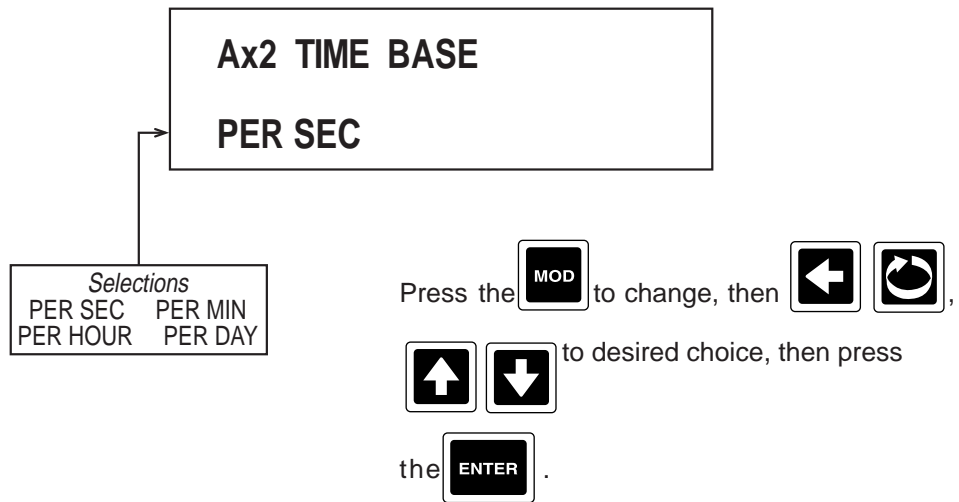 Ax2 TIME BASE
PER SEC
Selections
PER SEC PER MIN
PER HOUR PER DAY
Press the MOD to change, then ,
to desired choice, then press
the ENTER .